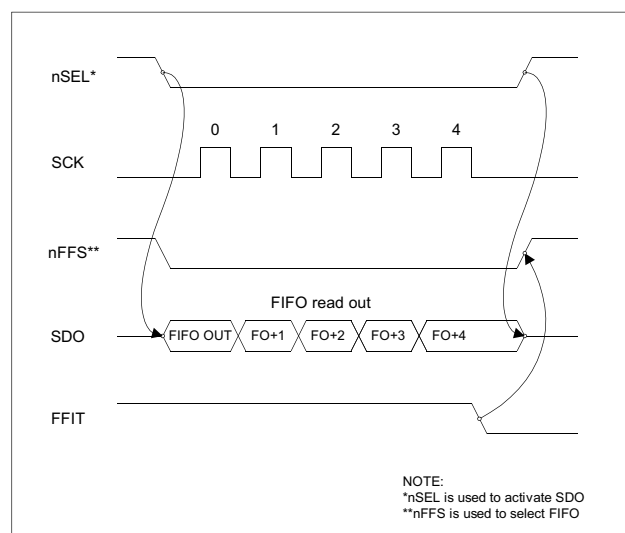 nSEL*
0 1 2 3 4
SCK
nFFS**
FIFO read out
SDO
FIFO OUT FO+1 FO+2 FO+3 FO+4
FFIT
NOTE:
*nSEL is used to activate SDO
**nFFS is used to select FIFO